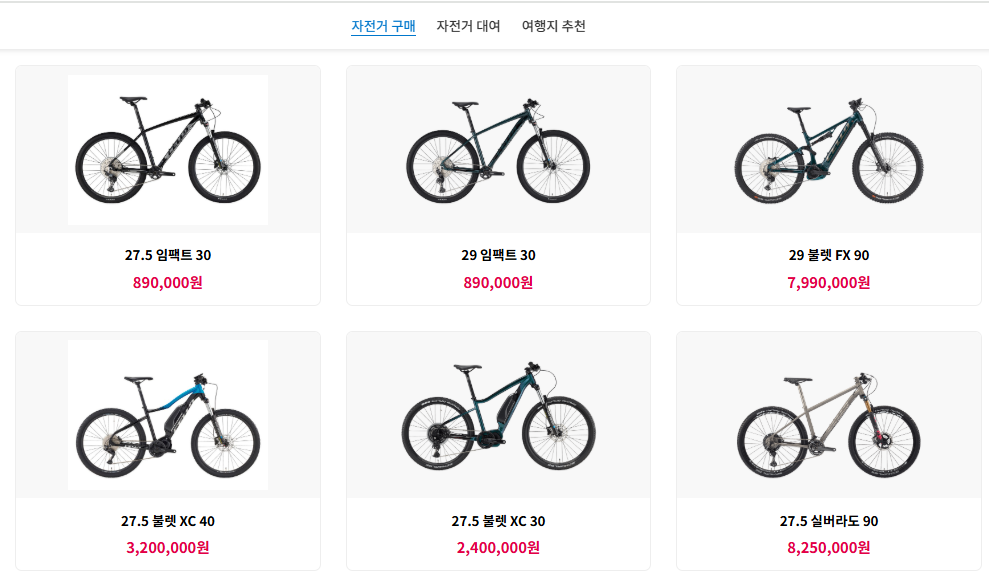 자전거 구매 자전거 대여 여행지 추천
27.5 임팩트 30
890,000원
29 임팩트 30
890,000원
29 불렛 FX 90
7,990,000원
27.5 불렛 XC 40
3,200,000원
27.5 불렛 XC 30
2,400,000원
27.5 실버라도 90
8,250,000원